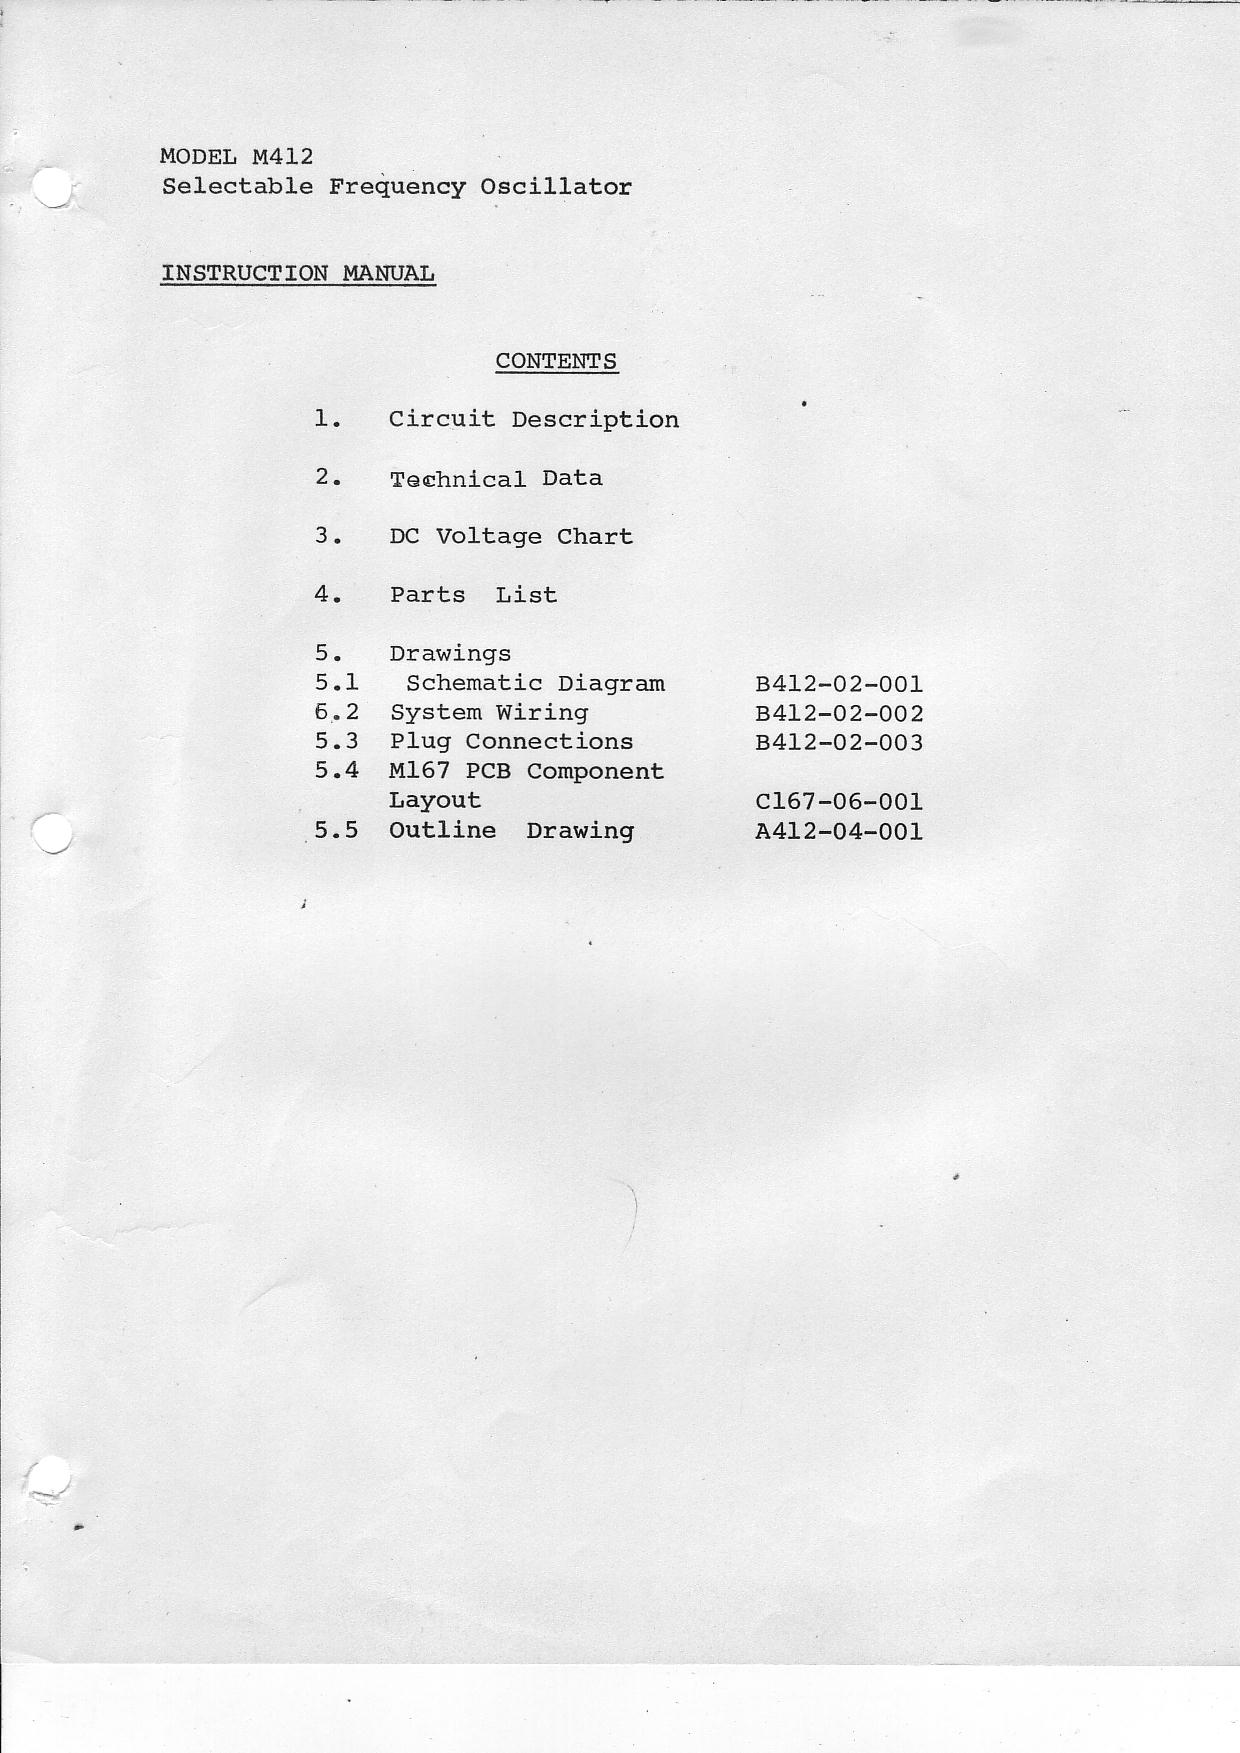 MODEL M412
Selectable Frequency Oscillator
INSTRUCTION MANUAL
CONTENTS
1. Circuit Description
2. Technical Data
3. DC Voltage Chart
4. Parts List
5. Drawings
5.1 Schematic Diagram B412-02-001
6.2 System Wiring B412-02-002
5.3 Plug Connections B412-02-003
5.4 M167 PCB Component
Layout C167-06-001
5.5 Outline Drawing A412-04-001